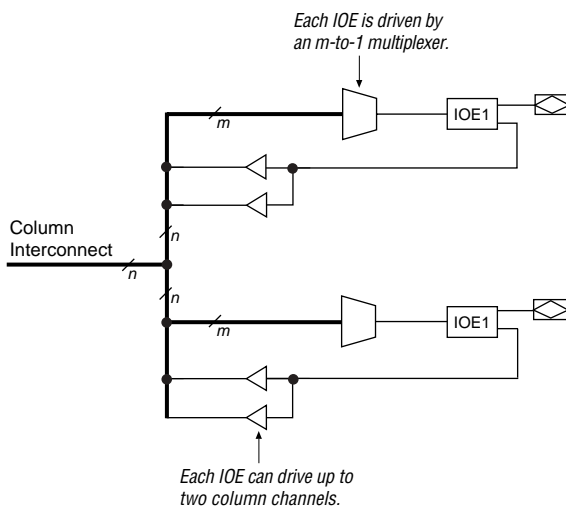 Each IOE is driven by
an m-to-1 multiplexer.
m
IOE1
Column
Interconnect
n
n
n
m
IOE1
Each IOE can drive up to
two column channels.